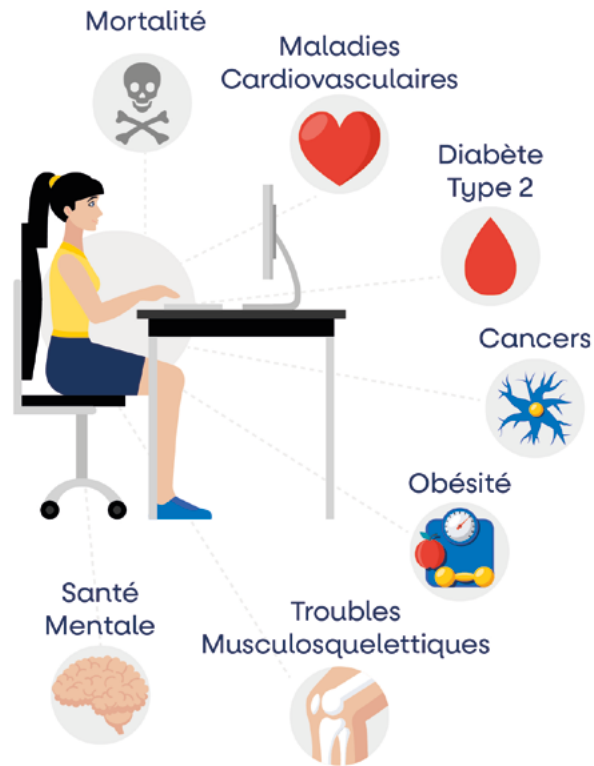 Mortalité
Maladies
Cardiovasculaires
Diabète
Type 2
Cancers
Obésité
Santé
Mentale
Troubles
Musculosquelettiques